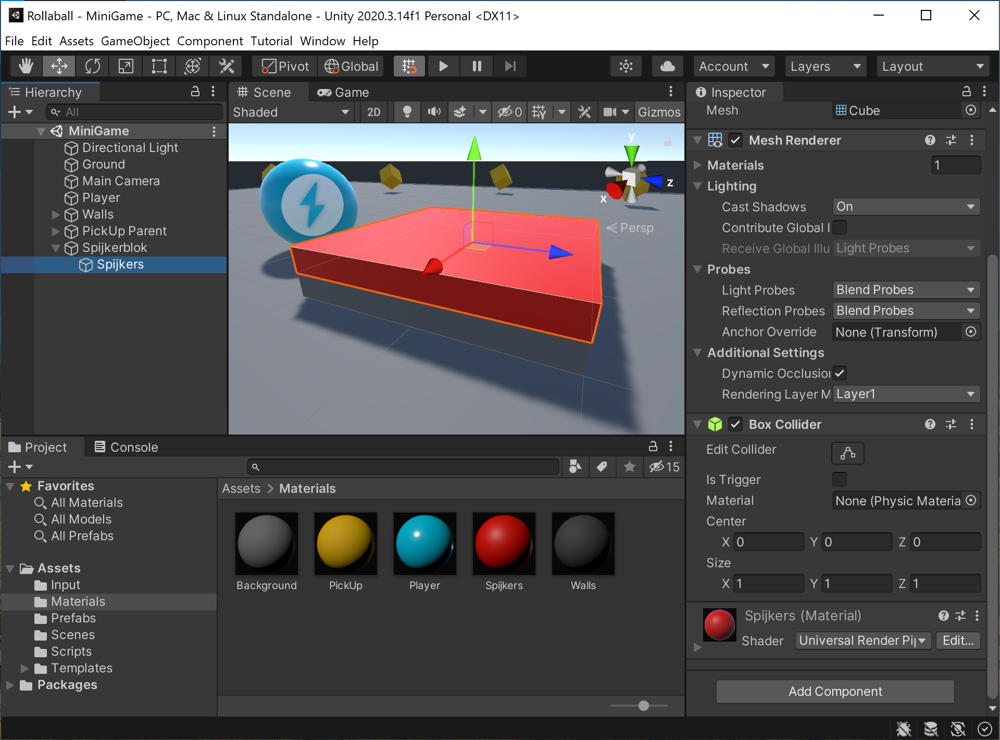 Rollaball - MiniGame - PC, Mac & Linux Standalone - Unity 2020.3.14f1 Personal <DX11>
File Edit Assets GameObject Component Tutorial Window Help
Pivot Global Account Layers Layout
Hierarchy
All
MiniGame
Directional Light
Ground
Main Camera
Player
Walls
PickUp Parent
Spijkerblok
Spijkers
Scene Game
Shaded 2D 0 Gizmos
y
z
x
Persp
Inspector
Mesh Cube
Mesh Renderer
Materials 1
Lighting
Cast Shadows On
Contribute Global I
Receive Global Illu Light Probes
Probes
Light Probes Blend Probes
Reflection Probes Blend Probes
Anchor Override None (Transform)
Additional Settings
Dynamic Occlusion
Rendering Layer M Layer1
Box Collider
Edit Collider
Is Trigger
Material None (Physic Materia
Center
X 0 Y 0 Z 0
Size
X 1 Y 1 Z 1
Spijkers (Material)
Shader Universal Render Pip Edit...
Add Component
Project Console
15
Favorites
All Materials
All Models
All Prefabs
Assets
Input
Materials
Prefabs
Scenes
Scripts
Templates
Packages
Assets > Materials
Background PickUp Player Spijkers Walls